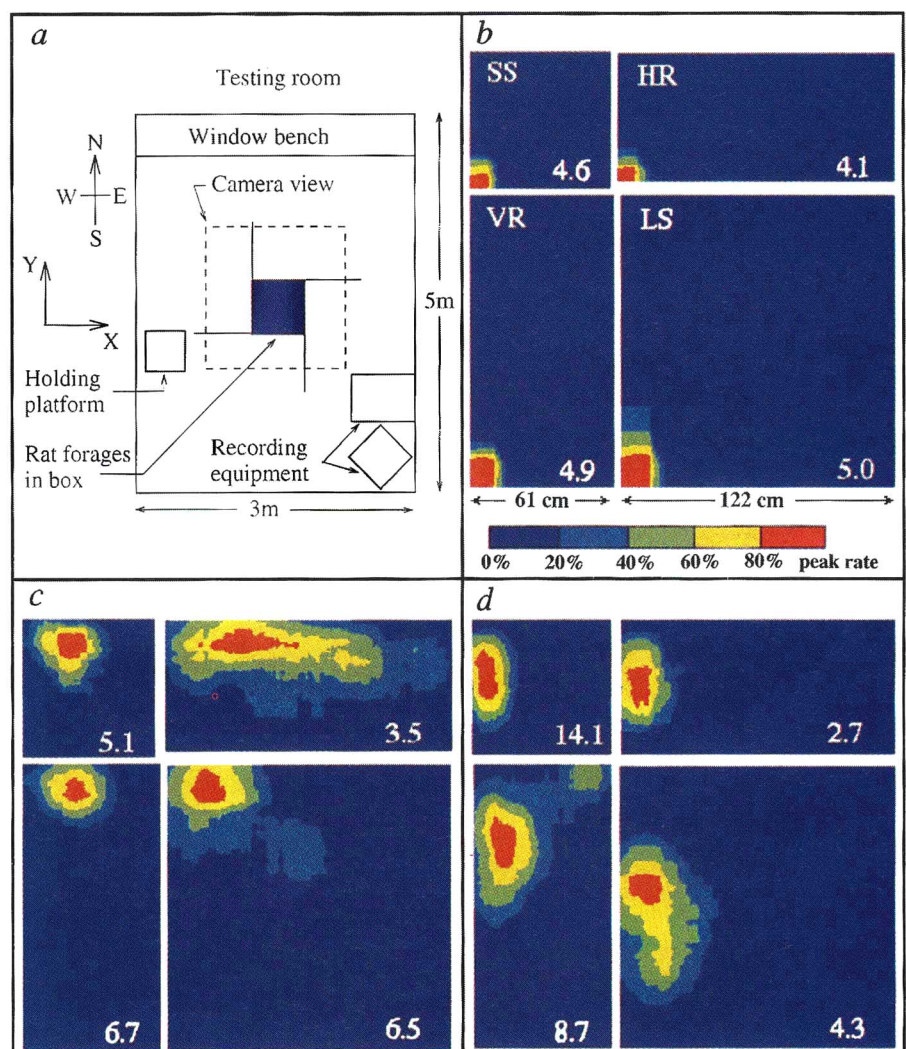 a
Testing room
Window bench
N
Camera view
W E
S
Y
5m
X
Holding
platform
Rat forages
in box
Recording
equipment
3m
b
SS
HR
4.6
4.1
VR
LS
4.9
5.0
61 cm
122 cm
0% 20% 40% 60% 80% peak rate
c
5.1
3.5
6.7
6.5
d
14.1
2.7
8.7
4.3